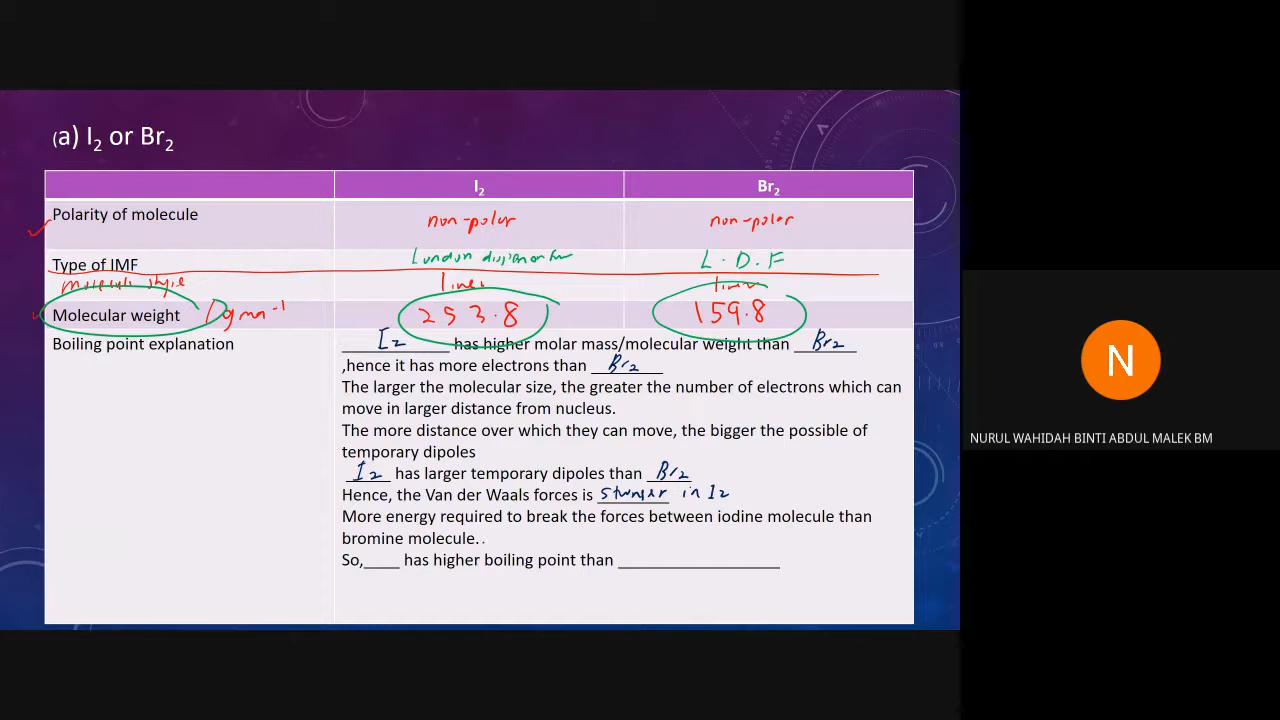 (a) I₂ or Br₂
I₂ Br₂
Polarity of molecule non-polar non-polar
Type of IMF London dispersion L.D.F
linear linear
Molecular weight 253.8 159.8
Boiling point explanation I₂ has higher molar mass/molecular weight than Br₂
,hence it has more electrons than Br₂
The larger the molecular size, the greater the number of electrons which can
move in larger distance from nucleus.
The more distance over which they can move, the bigger the possible of
temporary dipoles
I₂ has larger temporary dipoles than Br₂
Hence, the Van der Waals forces is stronger in I₂
More energy required to break the forces between iodine molecule than
bromine molecule..
So,____ has higher boiling point than __________________
N
NURUL WAHIDAH BINTI ABDUL MALEK BM